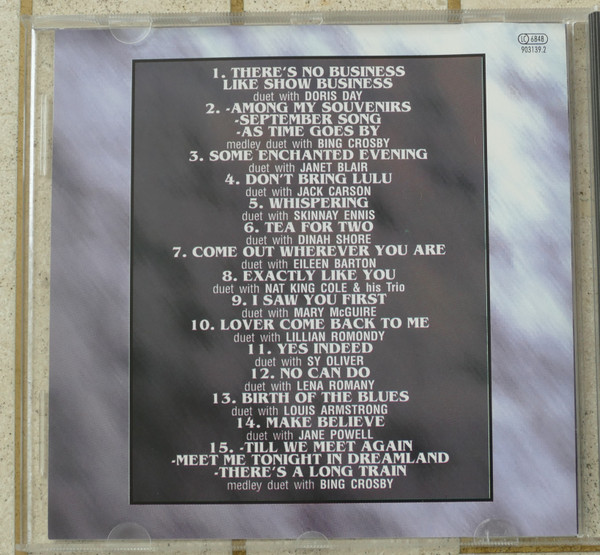 LC 6848
903139.2
1. THERE'S NO BUSINESS
LIKE SHOW BUSINESS
duet with DORIS DAY
2. -AMONG MY SOUVENIRS
-SEPTEMBER SONG
-AS TIME GOES BY
medley duet with BING CROSBY
3. SOME ENCHANTED EVENING
duet with JANET BLAIR
4. DON'T BRING LULU
duet with JACK CARSON
5. WHISPERING
duet with SKINNAY ENNIS
6. TEA FOR TWO
duet with DINAH SHORE
7. COME OUT WHEREVER YOU ARE
duet with EILEEN BARTON
8. EXACTLY LIKE YOU
duet with NAT KING COLE & his Trio
9. I SAW YOU FIRST
duet with MARY McGUIRE
10. LOVER COME BACK TO ME
duet with LILLIAN ROMONDY
11. YES INDEED
duet with SY OLIVER
12. NO CAN DO
duet with LENA ROMANY
13. BIRTH OF THE BLUES
duet with LOUIS ARMSTRONG
14. MAKE BELIEVE
duet with JANE POWELL
15. -TILL WE MEET AGAIN
-MEET ME TONIGHT IN DREAMLAND
-THERE'S A LONG TRAIN
medley duet with BING CROSBY